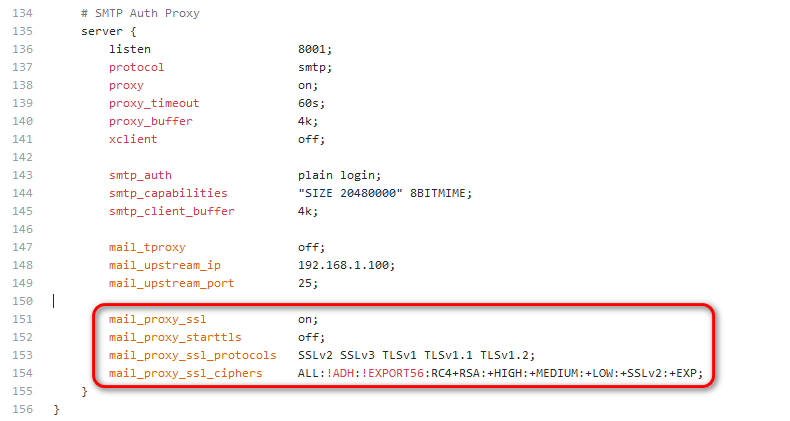 134 # SMTP Auth Proxy
135 server {
136 listen 8001;
137 protocol smtp;
138 proxy on;
139 proxy_timeout 60s;
140 proxy_buffer 4k;
141 xclient off;
142
143 smtp_auth plain login;
144 smtp_capabilities "SIZE 20480000" 8BITMIME;
145 smtp_client_buffer 4k;
146
147 mail_tproxy off;
148 mail_upstream_ip 192.168.1.100;
149 mail_upstream_port 25;
150
151 mail_proxy_ssl on;
152 mail_proxy_starttls off;
153 mail_proxy_ssl_protocols SSLv2 SSLv3 TLSv1 TLSv1.1 TLSv1.2;
154 mail_proxy_ssl_ciphers ALL:!ADH:!EXPORT56:RC4+RSA:+HIGH:+MEDIUM:+LOW:+SSLv2:+EXP;
155 }
156 }